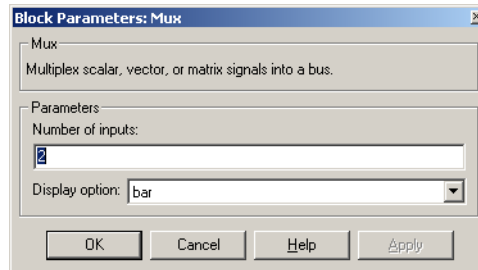 Block Parameters: Mux
Mux
Multiplex scalar, vector, or matrix signals into a bus.
Parameters
Number of inputs:
2
Display option: bar
OK Cancel Help Apply